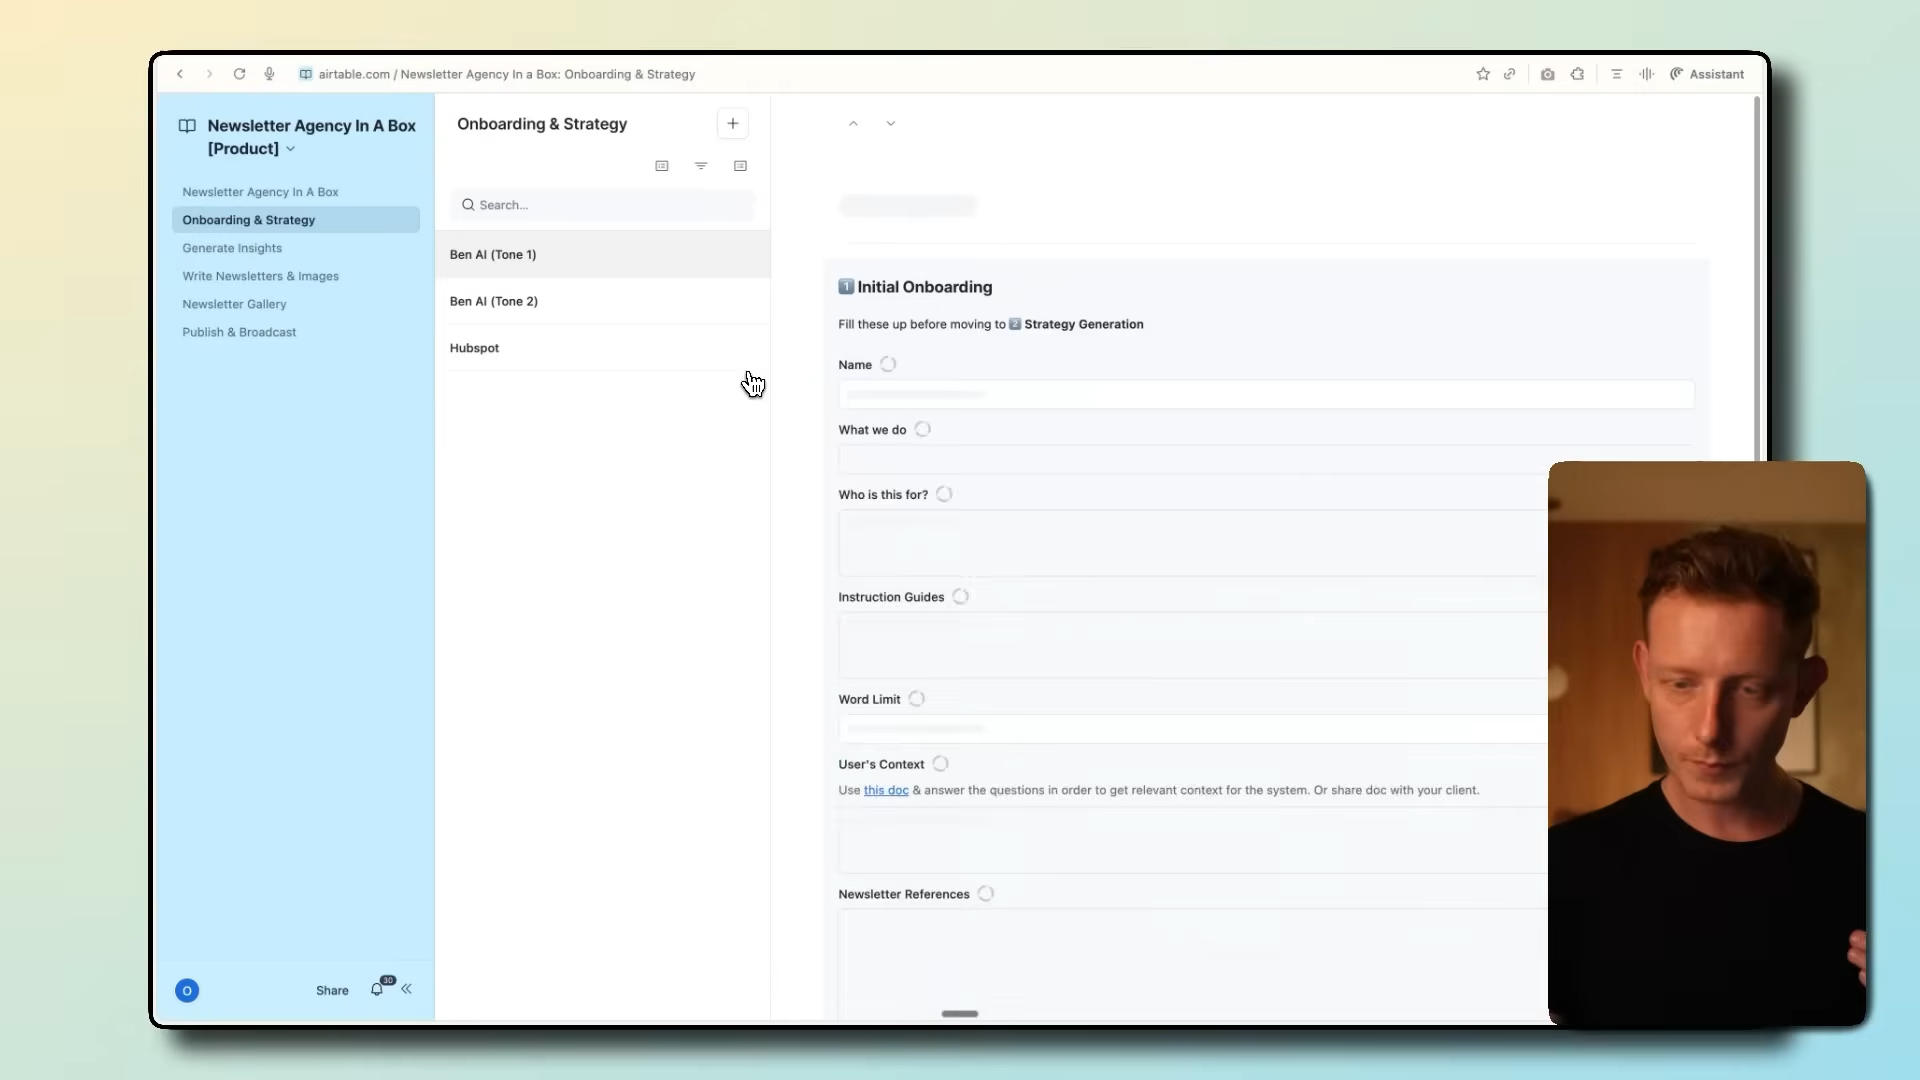 airtable.com / Newsletter Agency In a Box: Onboarding & Strategy
Assistant
Newsletter Agency In A Box
[Product]
Newsletter Agency In A Box
Onboarding & Strategy
Generate Insights
Write Newsletters & Images
Newsletter Gallery
Publish & Broadcast
O
Share
30
Onboarding & Strategy
Search...
Ben AI (Tone 1)
Ben AI (Tone 2)
Hubspot
1 Initial Onboarding
Fill these up before moving to 2 Strategy Generation
Name
What we do
Who is this for?
Instruction Guides
Word Limit
User's Context
Use this doc & answer the questions in order to get relevant context for the system. Or share doc with your client.
Newsletter References